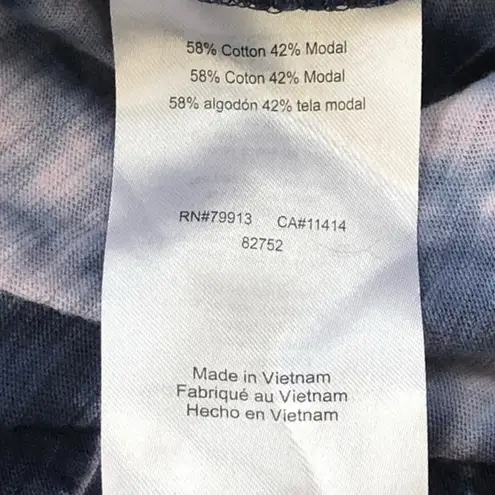 58% Cotton 42% Modal
58% Coton 42% Modal
58% algodón 42% tela modal
RN#79913 CA#11414
82752
Made in Vietnam
Fabriqué au Vietnam
Hecho en Vietnam